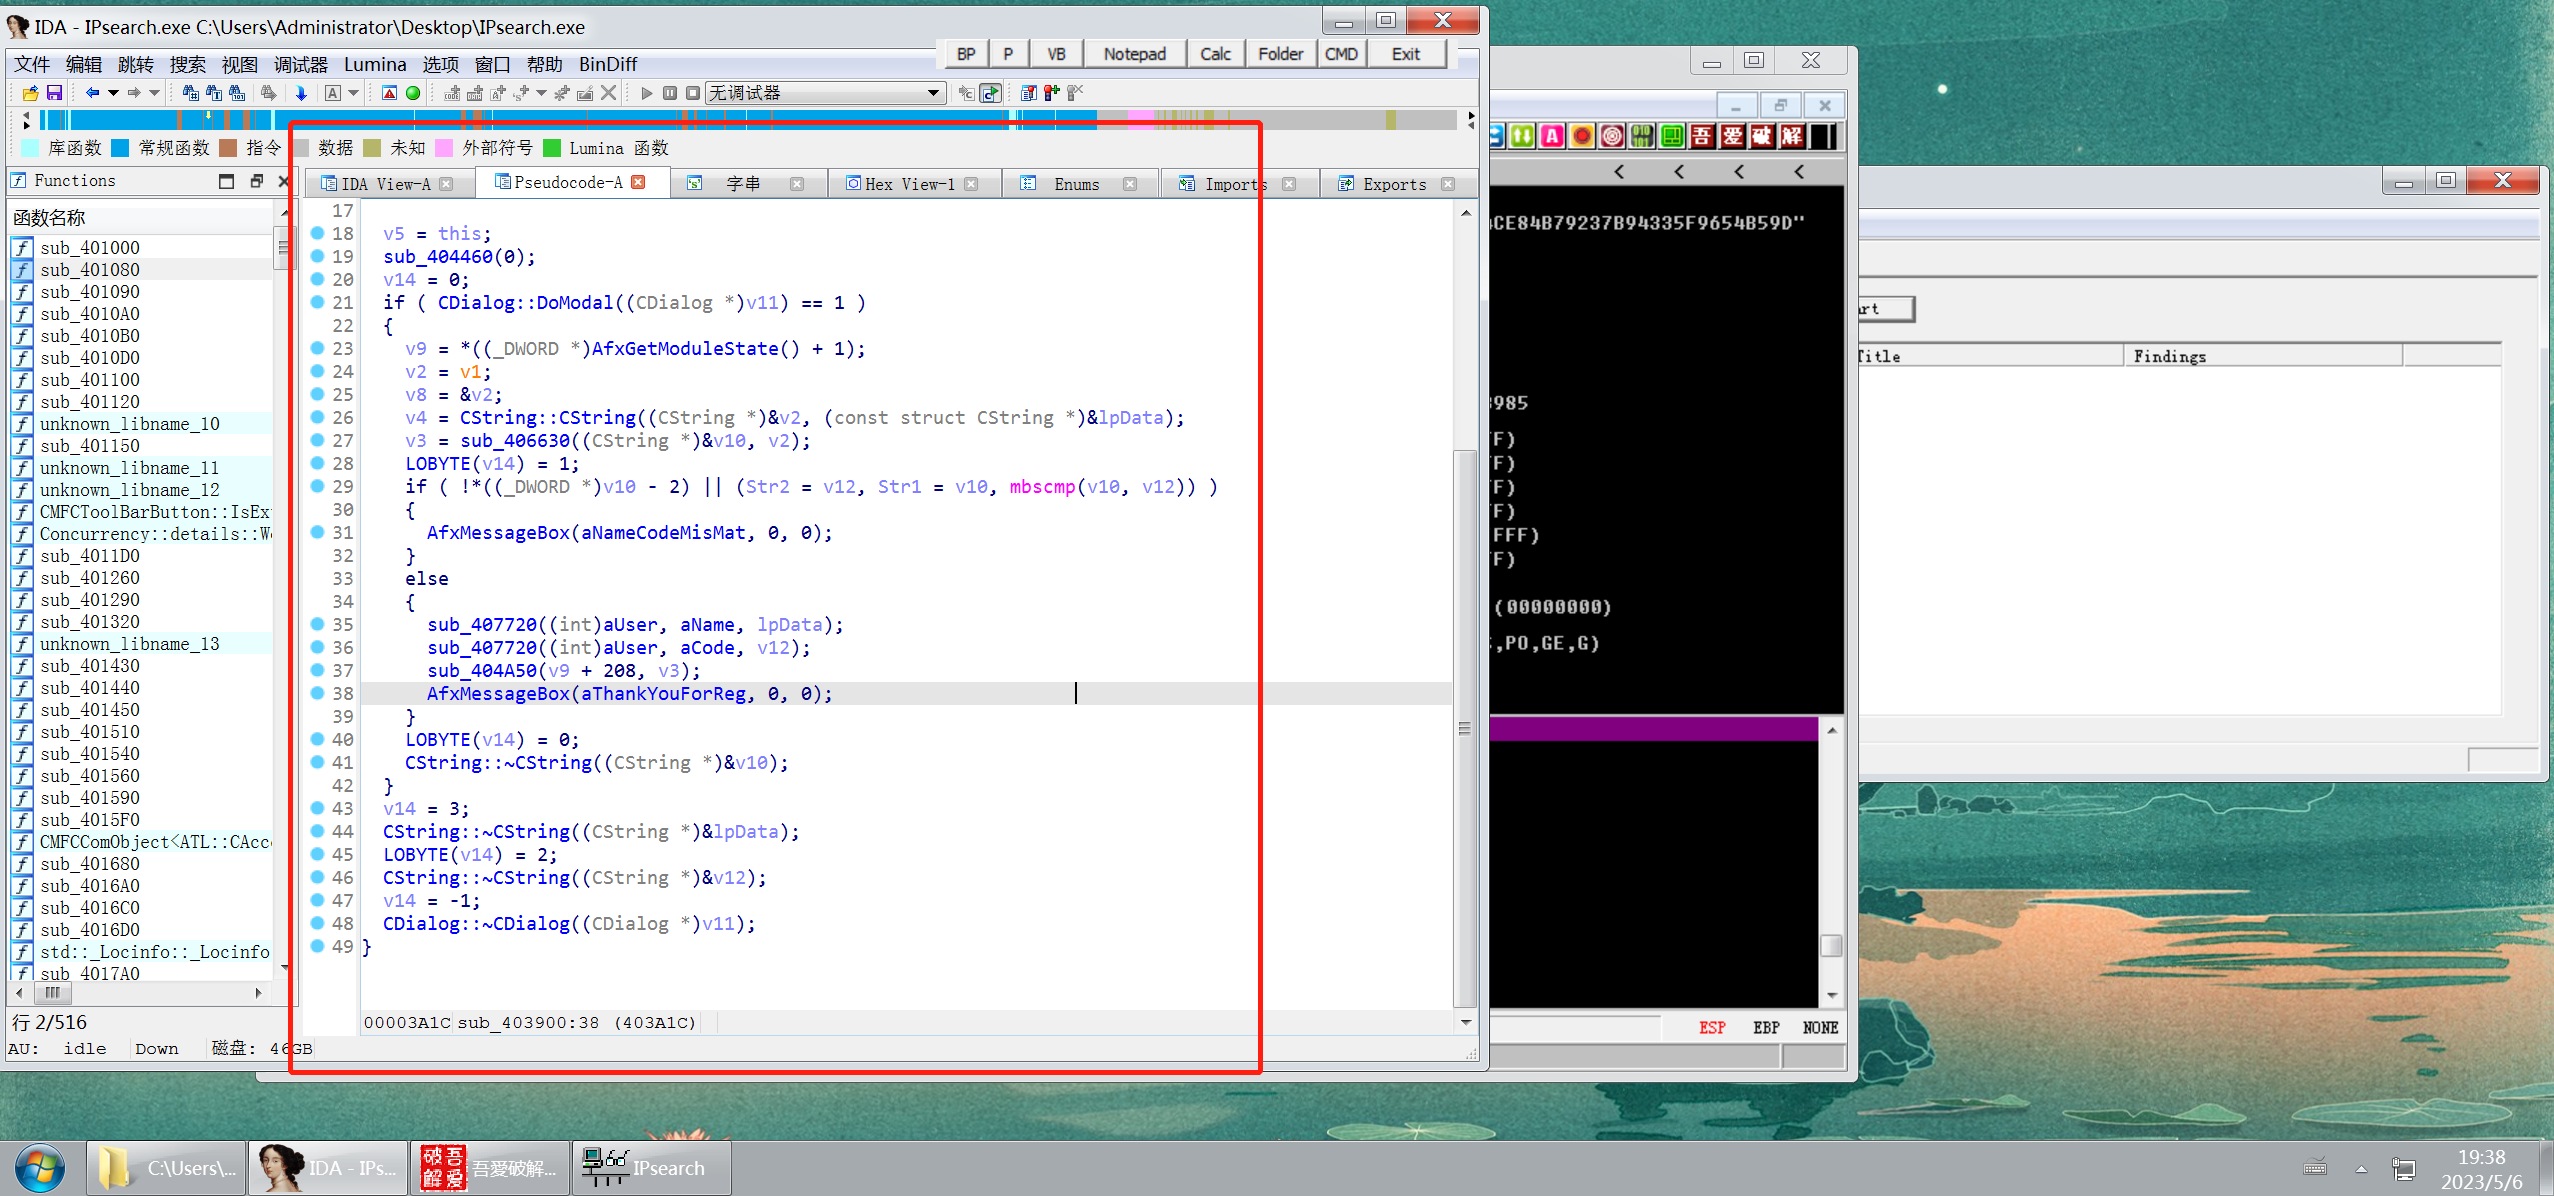 IDA - IPsearch.exe C:\Users\Administrator\Desktop\IPsearch.exe
BP P VB Notepad Calc Folder CMD Exit
文件 编辑 跳转 搜索 视图 调试器 Lumina 选项 窗口 帮助 BinDiff
无调试器
库函数 常规函数 指令 数据 未知 外部符号 Lumina 函数
Functions
IDA View-A Pseudocode-A 字串 Hex View-1 Enums Imports Exports
函数名称
sub_401000
sub_401080
sub_401090
sub_4010A0
sub_4010B0
sub_4010D0
sub_401100
sub_401120
unknown_libname_10
sub_401150
unknown_libname_11
unknown_libname_12
CMFCToolBarButton::IsEx
Concurrency::details::W
sub_4011D0
sub_401260
sub_401290
sub_401320
unknown_libname_13
sub_401430
sub_401440
sub_401450
sub_401510
sub_401540
sub_401560
sub_401590
sub_4015F0
CMFCComObject<ATL::CAcc
sub_401680
sub_4016A0
sub_4016C0
sub_4016D0
std::_Locinfo::_Locinfo
sub_4017A0
行 2/516
AU: idle Down 磁盘: 46GB
17
18 v5 = this;
19 sub_404460(0);
20 v14 = 0;
21 if ( CDialog::DoModal((CDialog *)v11) == 1 )
22 {
23 v9 = *((_DWORD *)AfxGetModuleState() + 1);
24 v2 = v1;
25 v8 = &v2;
26 v4 = CString::CString((CString *)&v2, (const struct CString *)&lpData);
27 v3 = sub_406630((CString *)&v10, v2);
28 LOBYTE(v14) = 1;
29 if ( !*((_DWORD *)v10 - 2) || (Str2 = v12, Str1 = v10, mbscmp(v10, v12)) )
30 {
31 AfxMessageBox(aNameCodeMisMat, 0, 0);
32 }
33 else
34 {
35 sub_407720((int)aUser, aName, lpData);
36 sub_407720((int)aUser, aCode, v12);
37 sub_404A50(v9 + 208, v3);
38 AfxMessageBox(aThankYouForReg, 0, 0);
39 }
40 LOBYTE(v14) = 0;
41 CString::~CString((CString *)&v10);
42 }
43 v14 = 3;
44 CString::~CString((CString *)&lpData);
45 LOBYTE(v14) = 2;
46 CString::~CString((CString *)&v12);
47 v14 = -1;
48 CDialog::~CDialog((CDialog *)v11);
49 }
00003A1C sub_403900:38 (403A1C)
A 吾 爱 破 解
< < < <
CE84B79237B94335F9654B59D"
985
F)
F)
F)
F)
FFF)
F)
(00000000)
,PO,GE,G)
ESP EBP NONE
art
Title Findings
C:\Users\...
IDA - IPs...
吾愛破解
吾愛破解...
IPsearch
19:38
2023/5/6